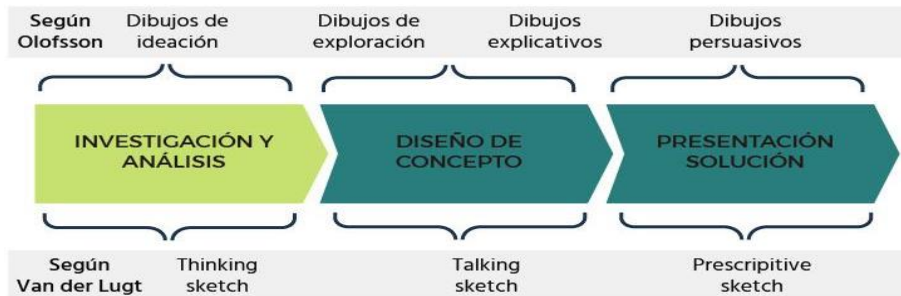 Según Olofsson
Dibujos de ideación
Dibujos de exploración
Dibujos explicativos
Dibujos persuasivos
INVESTIGACIÓN Y
ANÁLISIS
DISEÑO DE
CONCEPTO
PRESENTACIÓN
SOLUCIÓN
Según
Van der Lugt
Thinking
sketch
Talking
sketch
Prescripitive
sketch